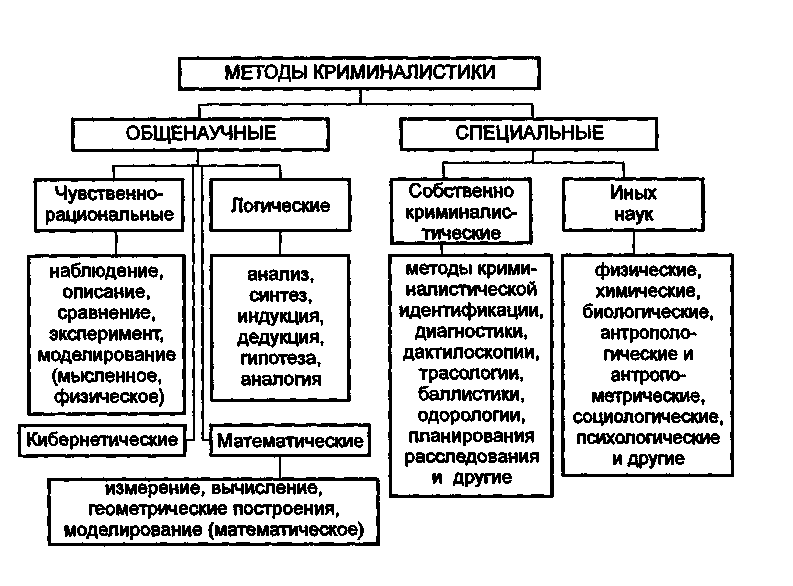 МЕТОДЫ КРИМИНАЛИСТИКИ
ОБЩЕНАУЧНЫЕ
СПЕЦИАЛЬНЫЕ
Чувственно-
рациональные
Логические
Собственно
криминалис-
тические
Иных
наук
наблюдение,
описание,
сравнение,
эксперимент,
моделирование
(мысленное,
физическое)
анализ,
синтез,
индукция,
дедукция,
гипотеза,
аналогия
методы крими-
налистической
идентификации,
диагностики,
дактилоскопии,
трасологии,
баллистики,
одорологии,
планирования
расследования
и другие
физические,
химические,
биологические,
антрополо-
гические и
антропо-
метрические,
социологические,
психологические
и другие
Кибернетические
Математические
измерение, вычисление,
геометрические построения,
моделирование (математическое)